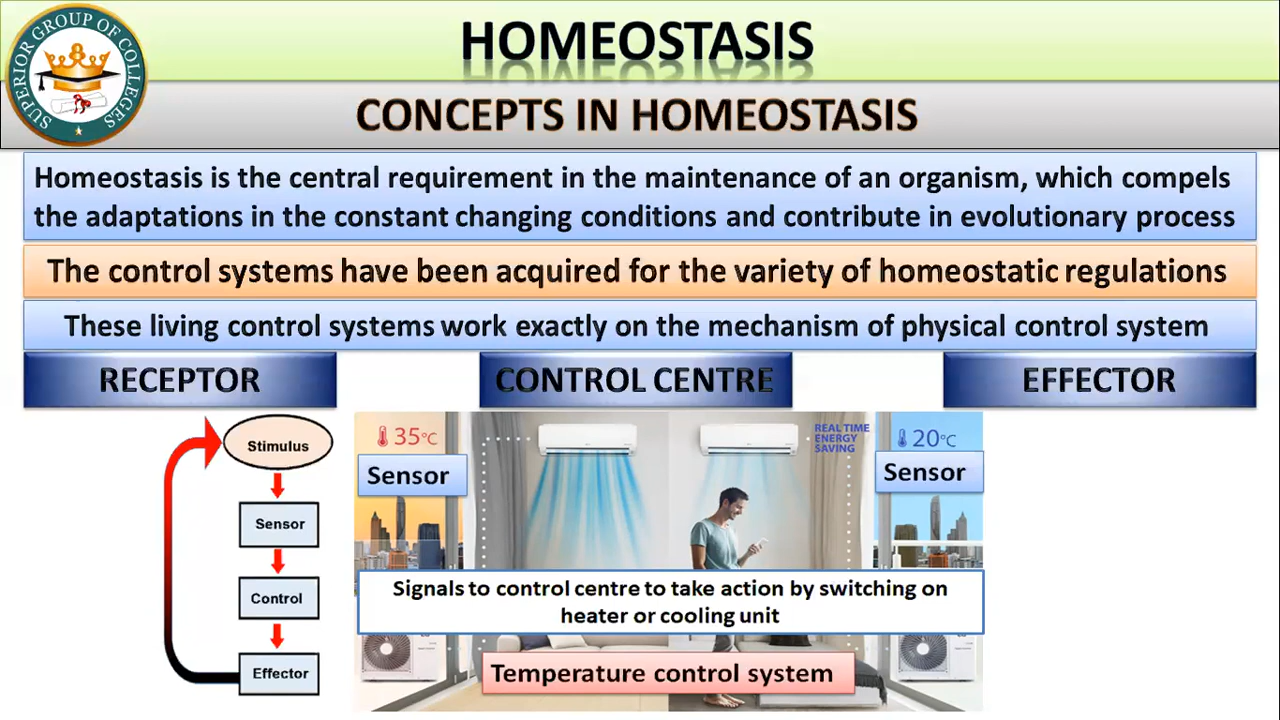 SUPERIOR GROUP OF COLLEGES
HOMEOSTASIS
CONCEPTS IN HOMEOSTASIS
Homeostasis is the central requirement in the maintenance of an organism, which compels
the adaptations in the constant changing conditions and contribute in evolutionary process
The control systems have been acquired for the variety of homeostatic regulations
These living control systems work exactly on the mechanism of physical control system
RECEPTOR
CONTROL CENTRE
EFFECTOR
Stimulus
Sensor
Control
Effector
35°C
Sensor
REAL TIME
ENERGY
SAVING
20°C
Sensor
Signals to control centre to take action by switching on
heater or cooling unit
Temperature control system